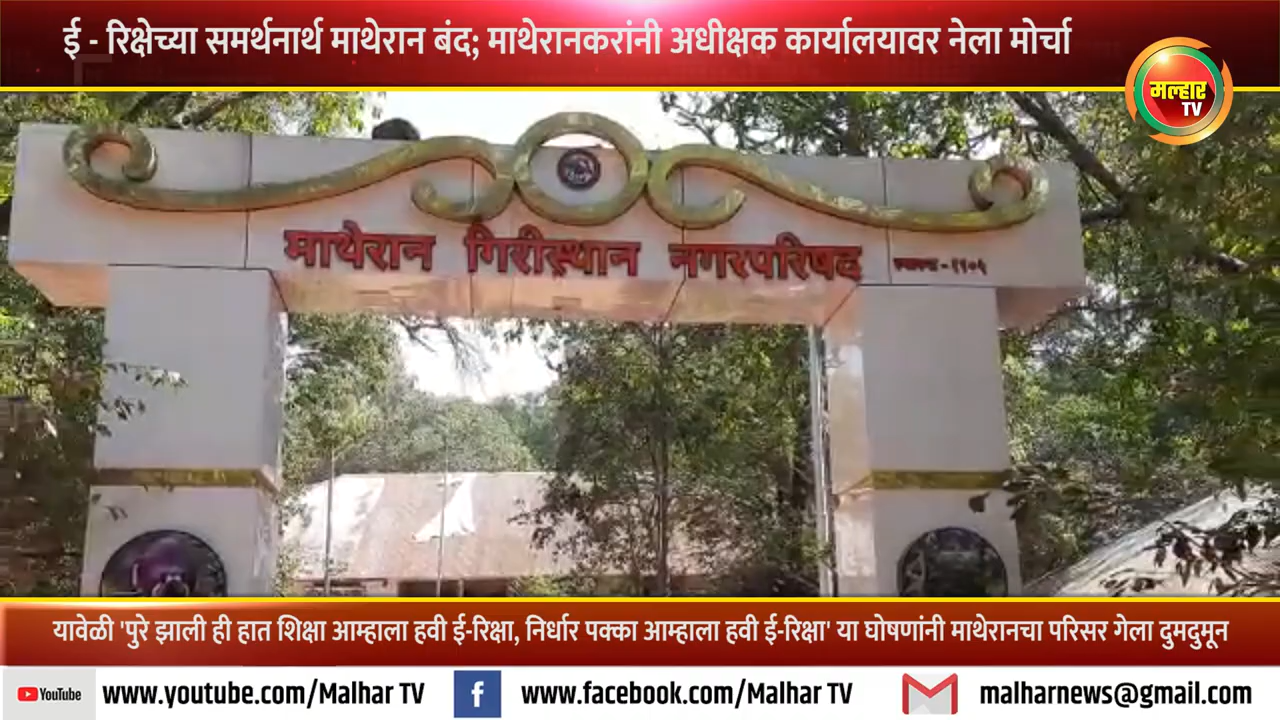 ई - रिक्षेच्या समर्थनार्थ माथेरान बंद; माथेरानकरांनी अधीक्षक कार्यालयावर नेला मोर्चा
मल्हार
TV
माथेरान गिरीस्थान नगरपरिषद
यावेळी 'पुरे झाली ही हात शिक्षा आम्हाला हवी ई-रिक्षा, निर्धार पक्का आम्हाला हवी ई-रिक्षा' या घोषणांनी माथेरानचा परिसर गेला दुमदुमून
YouTube www.youtube.com/Malhar TV f www.facebook.com/Malhar TV malharnews@gmail.com